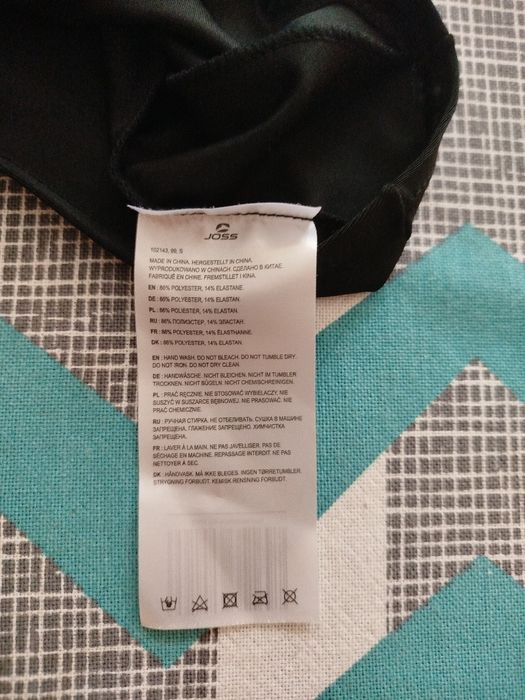 JOSS
102143, 99, S
MADE IN CHINA. HERGESTELLT IN CHINA.
WYPRODUKOWANO W CHINACH. СДЕЛАНО В КИТАЕ.
FABRIQUÉ EN CHINE. FREMSTILLET I KINA.
EN : 86% POLYESTER, 14% ELASTANE.
DE : 86% POLYESTER, 14% ELASTAN.
PL : 86% POLIESTER, 14% ELASTAN.
RU : 86% ПОЛИЭСТЕР, 14% ЭЛАСТАН.
FR : 86% POLYESTER, 14% ÉLASTHANNE.
DK : 86% POLYESTER, 14% ELASTAN.
EN : HAND WASH. DO NOT BLEACH. DO NOT TUMBLE DRY.
DO NOT IRON. DO NOT DRY CLEAN.
DE : HANDWÄSCHE. NICHT BLEICHEN. NICHT IM TUMBLER
TROCKNEN. NICHT BÜGELN. NICHT CHEMISCHREINIGEN.
PL : PRAĆ RĘCZNIE. NIE STOSOWAĆ WYBIELACZY. NIE
SUSZYĆ W SUSZARCE BĘBNOWEJ. NIE PRASOWAĆ. NIE
PRAĆ CHEMICZNIE.
RU : РУЧНАЯ СТИРКА. НЕ ОТБЕЛИВАТЬ. СУШКА В МАШИНЕ
ЗАПРЕЩЕНА. ГЛАЖЕНИЕ ЗАПРЕЩЕНО. ХИМЧИСТКА
ЗАПРЕЩЕНА.
FR : LAVER À LA MAIN. NE PAS JAVELLISER. PAS DE
SÉCHAGE EN MACHINE. REPASSAGE INTERDIT. NE PAS
NETTOYER À SEC.
DK : HÅNDVASK. MÅ IKKE BLEGES. INGEN TØRRETUMBLER.
STRYGNING FORBUDT. KEMISK RENSNING FORBUDT.